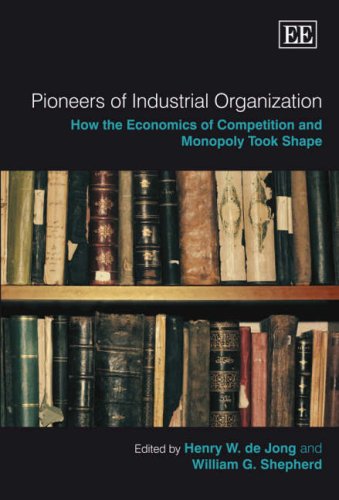 EE
Pioneers of Industrial Organization
How the Economics of Competition and
Monopoly Took Shape
Edited by Henry W. de Jong and
William G. Shepherd